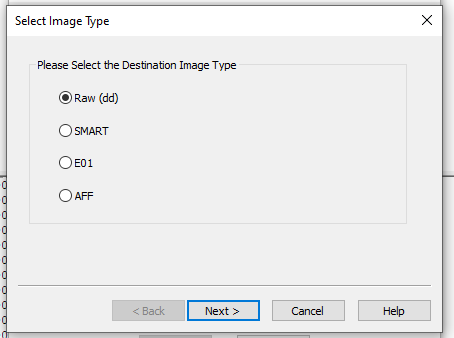 Select Image Type
Please Select the Destination Image Type
Raw (dd)
SMART
E01
AFF
< Back Next > Cancel Help